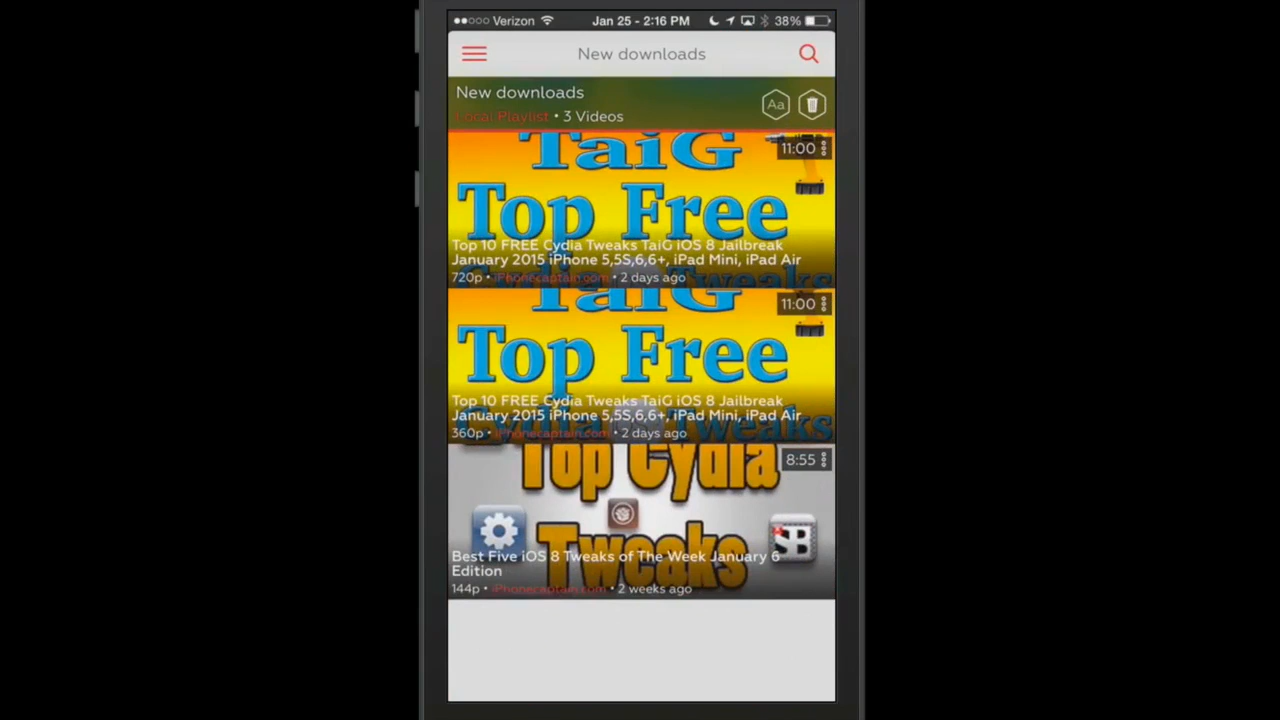 Verizon
Jan 25 - 2:16 PM
38%
New downloads
New downloads
Aa
Local Playlist • 3 Videos
TaiG
11:00
Top Free
Cydia Tweaks
Top 10 FREE Cydia Tweaks TaiG iOS 8 Jailbreak
January 2015 iPhone 5,5S,6,6+, iPad Mini, iPad Air
720p • iPhonecaptain.com • 2 days ago
TaiG
11:00
Top Free
Cydia Tweaks
Top 10 FREE Cydia Tweaks TaiG iOS 8 Jailbreak
January 2015 iPhone 5,5S,6,6+, iPad Mini, iPad Air
360p • iPhonecaptain.com • 2 days ago
Top Cydia
8:55
Tweaks
SB
Best Five iOS 8 Tweaks of The Week January 6
Edition
144p • iPhonecaptain.com • 2 weeks ago